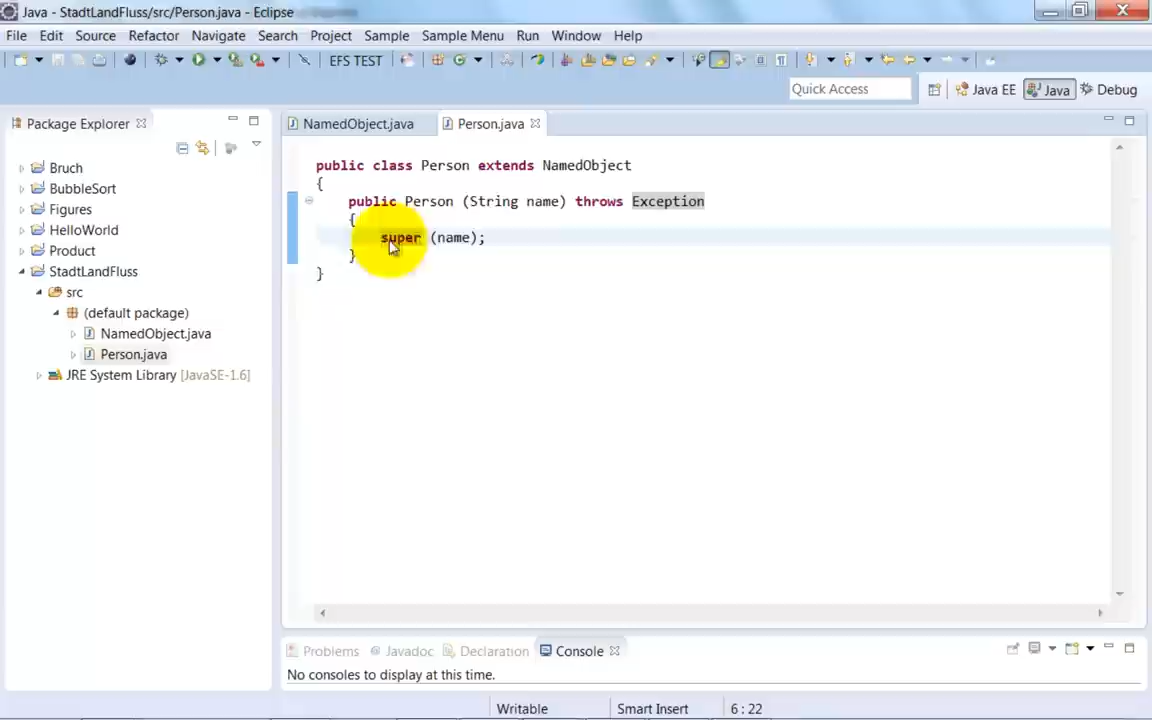 Java - StadtLandFluss/src/Person.java - Eclipse
File Edit Source Refactor Navigate Search Project Sample Sample Menu Run Window Help
EFS TEST
Quick Access
Java EE
Java
Debug
Package Explorer
NamedObject.java
Person.java
Bruch
BubbleSort
Figures
HelloWorld
Product
StadtLandFluss
src
(default package)
NamedObject.java
Person.java
JRE System Library [JavaSE-1.6]
public class Person extends NamedObject
{
public Person (String name) throws Exception
{
super (name);
}
}
Problems
Javadoc
Declaration
Console
No consoles to display at this time.
Writable
Smart Insert
6 : 22